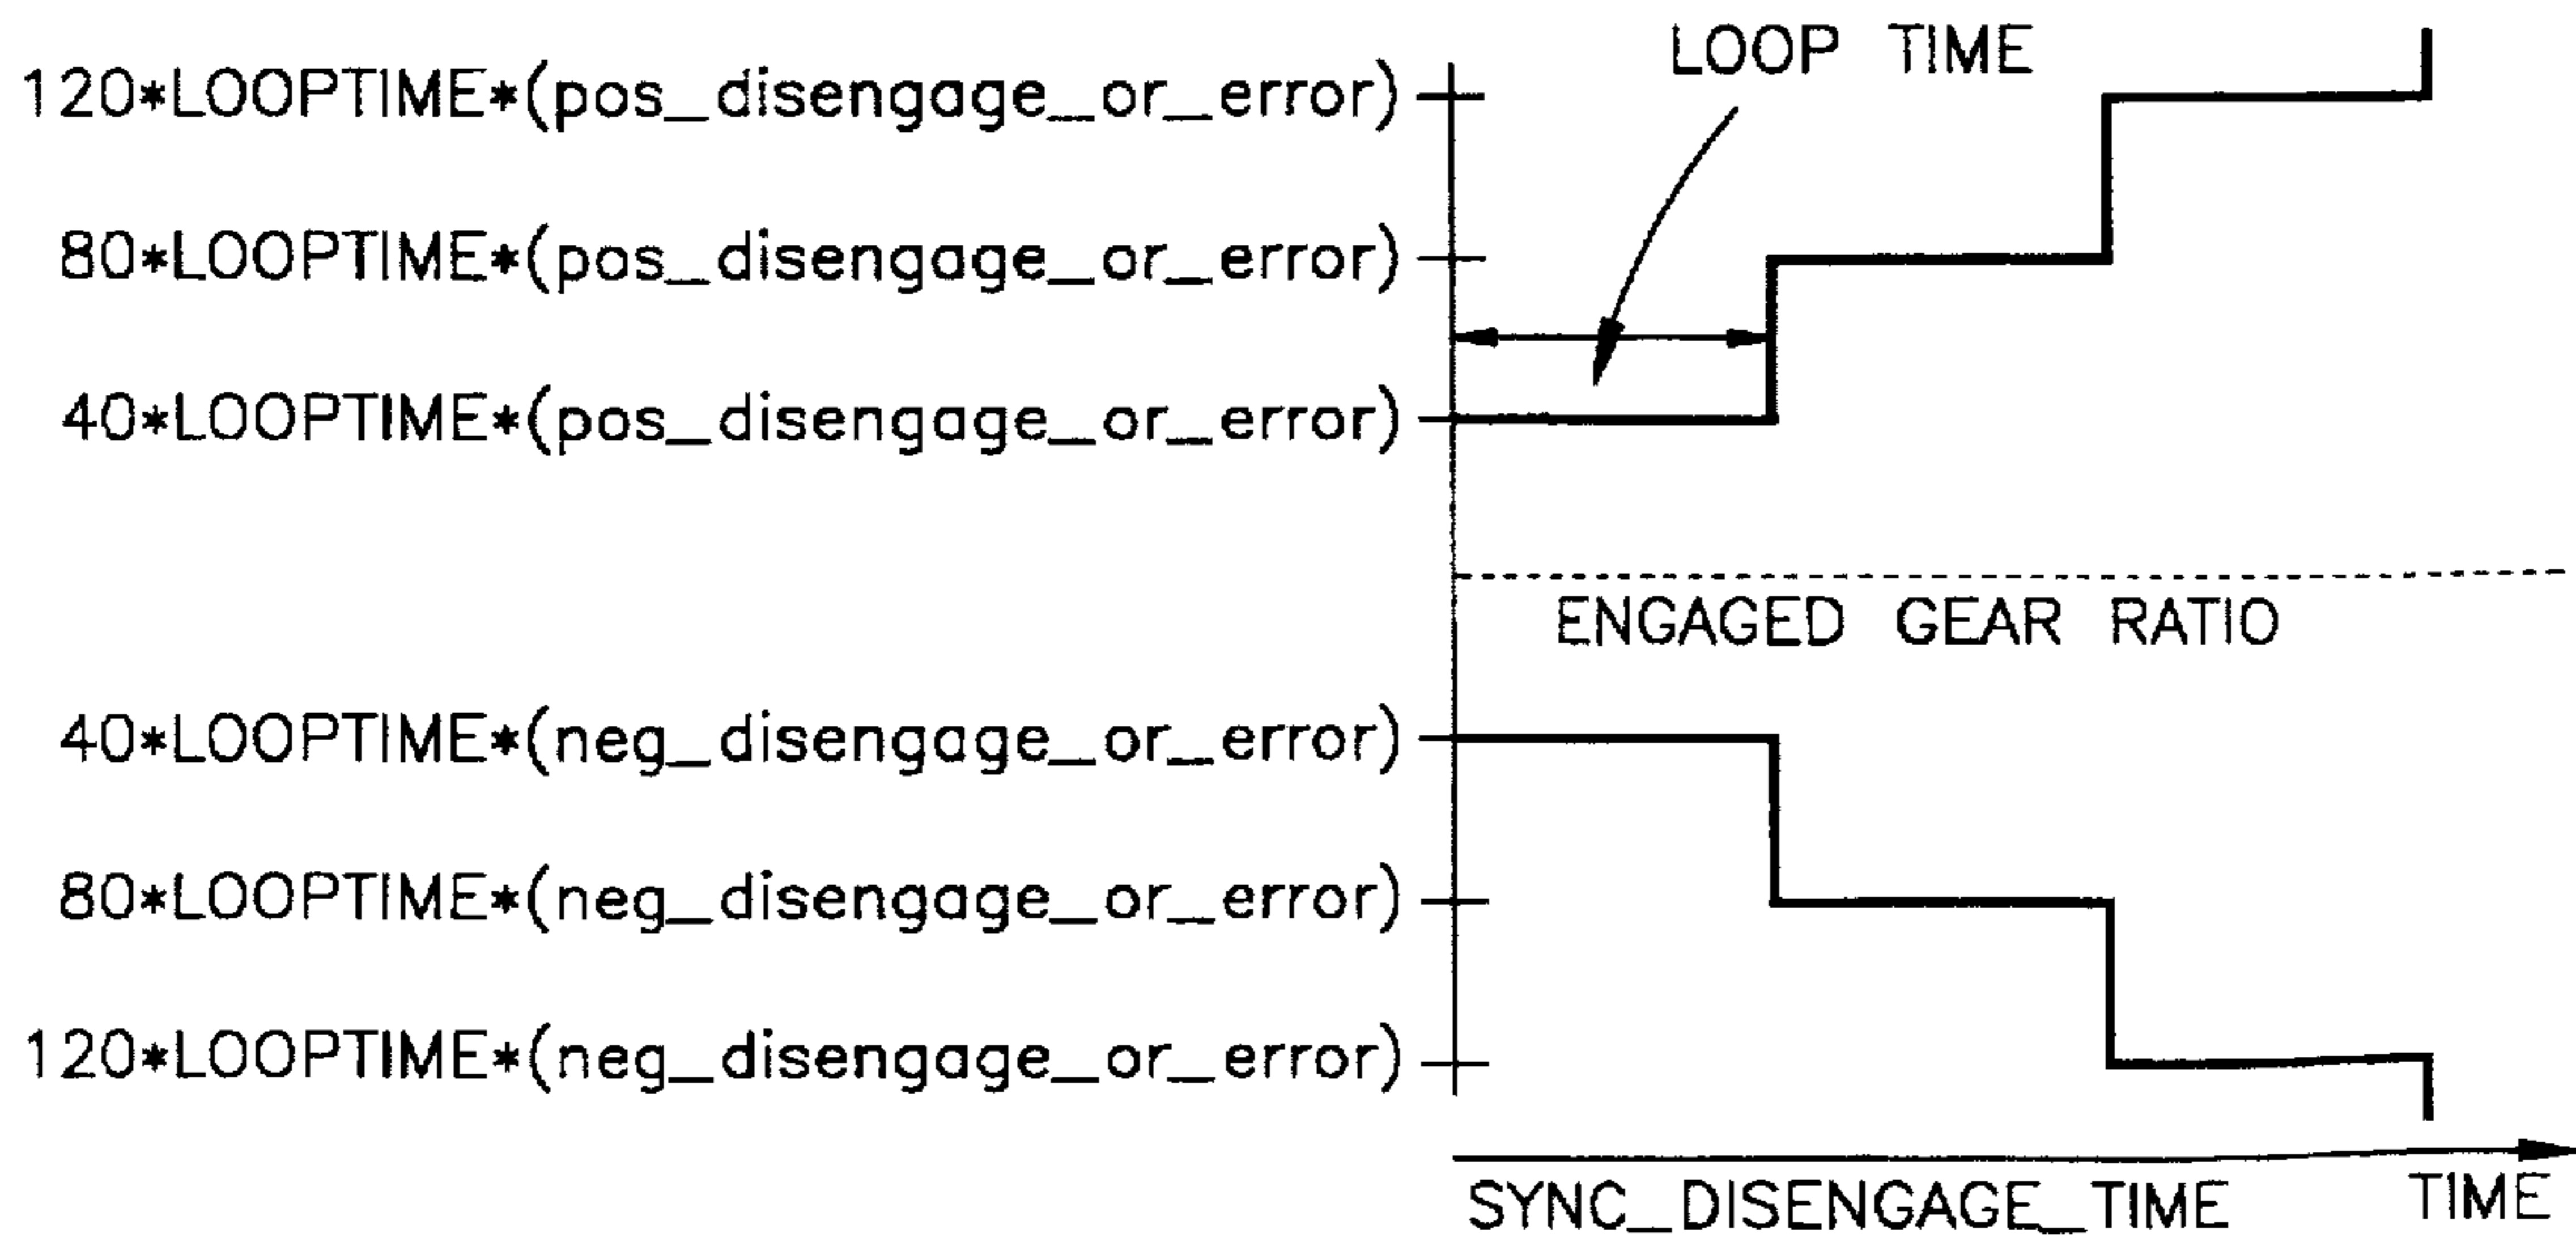 LOOP TIME
120*LOOPTIME*(pos_disengage_or_error)
80*LOOPTIME*(pos_disengage_or_error)
40*LOOPTIME*(pos_disengage_or_error)
ENGAGED GEAR RATIO
40*LOOPTIME*(neg_disengage_or_error)
80*LOOPTIME*(neg_disengage_or_error)
120*LOOPTIME*(neg_disengage_or_error)
SYNC_DISENGAGE_TIME
TIME